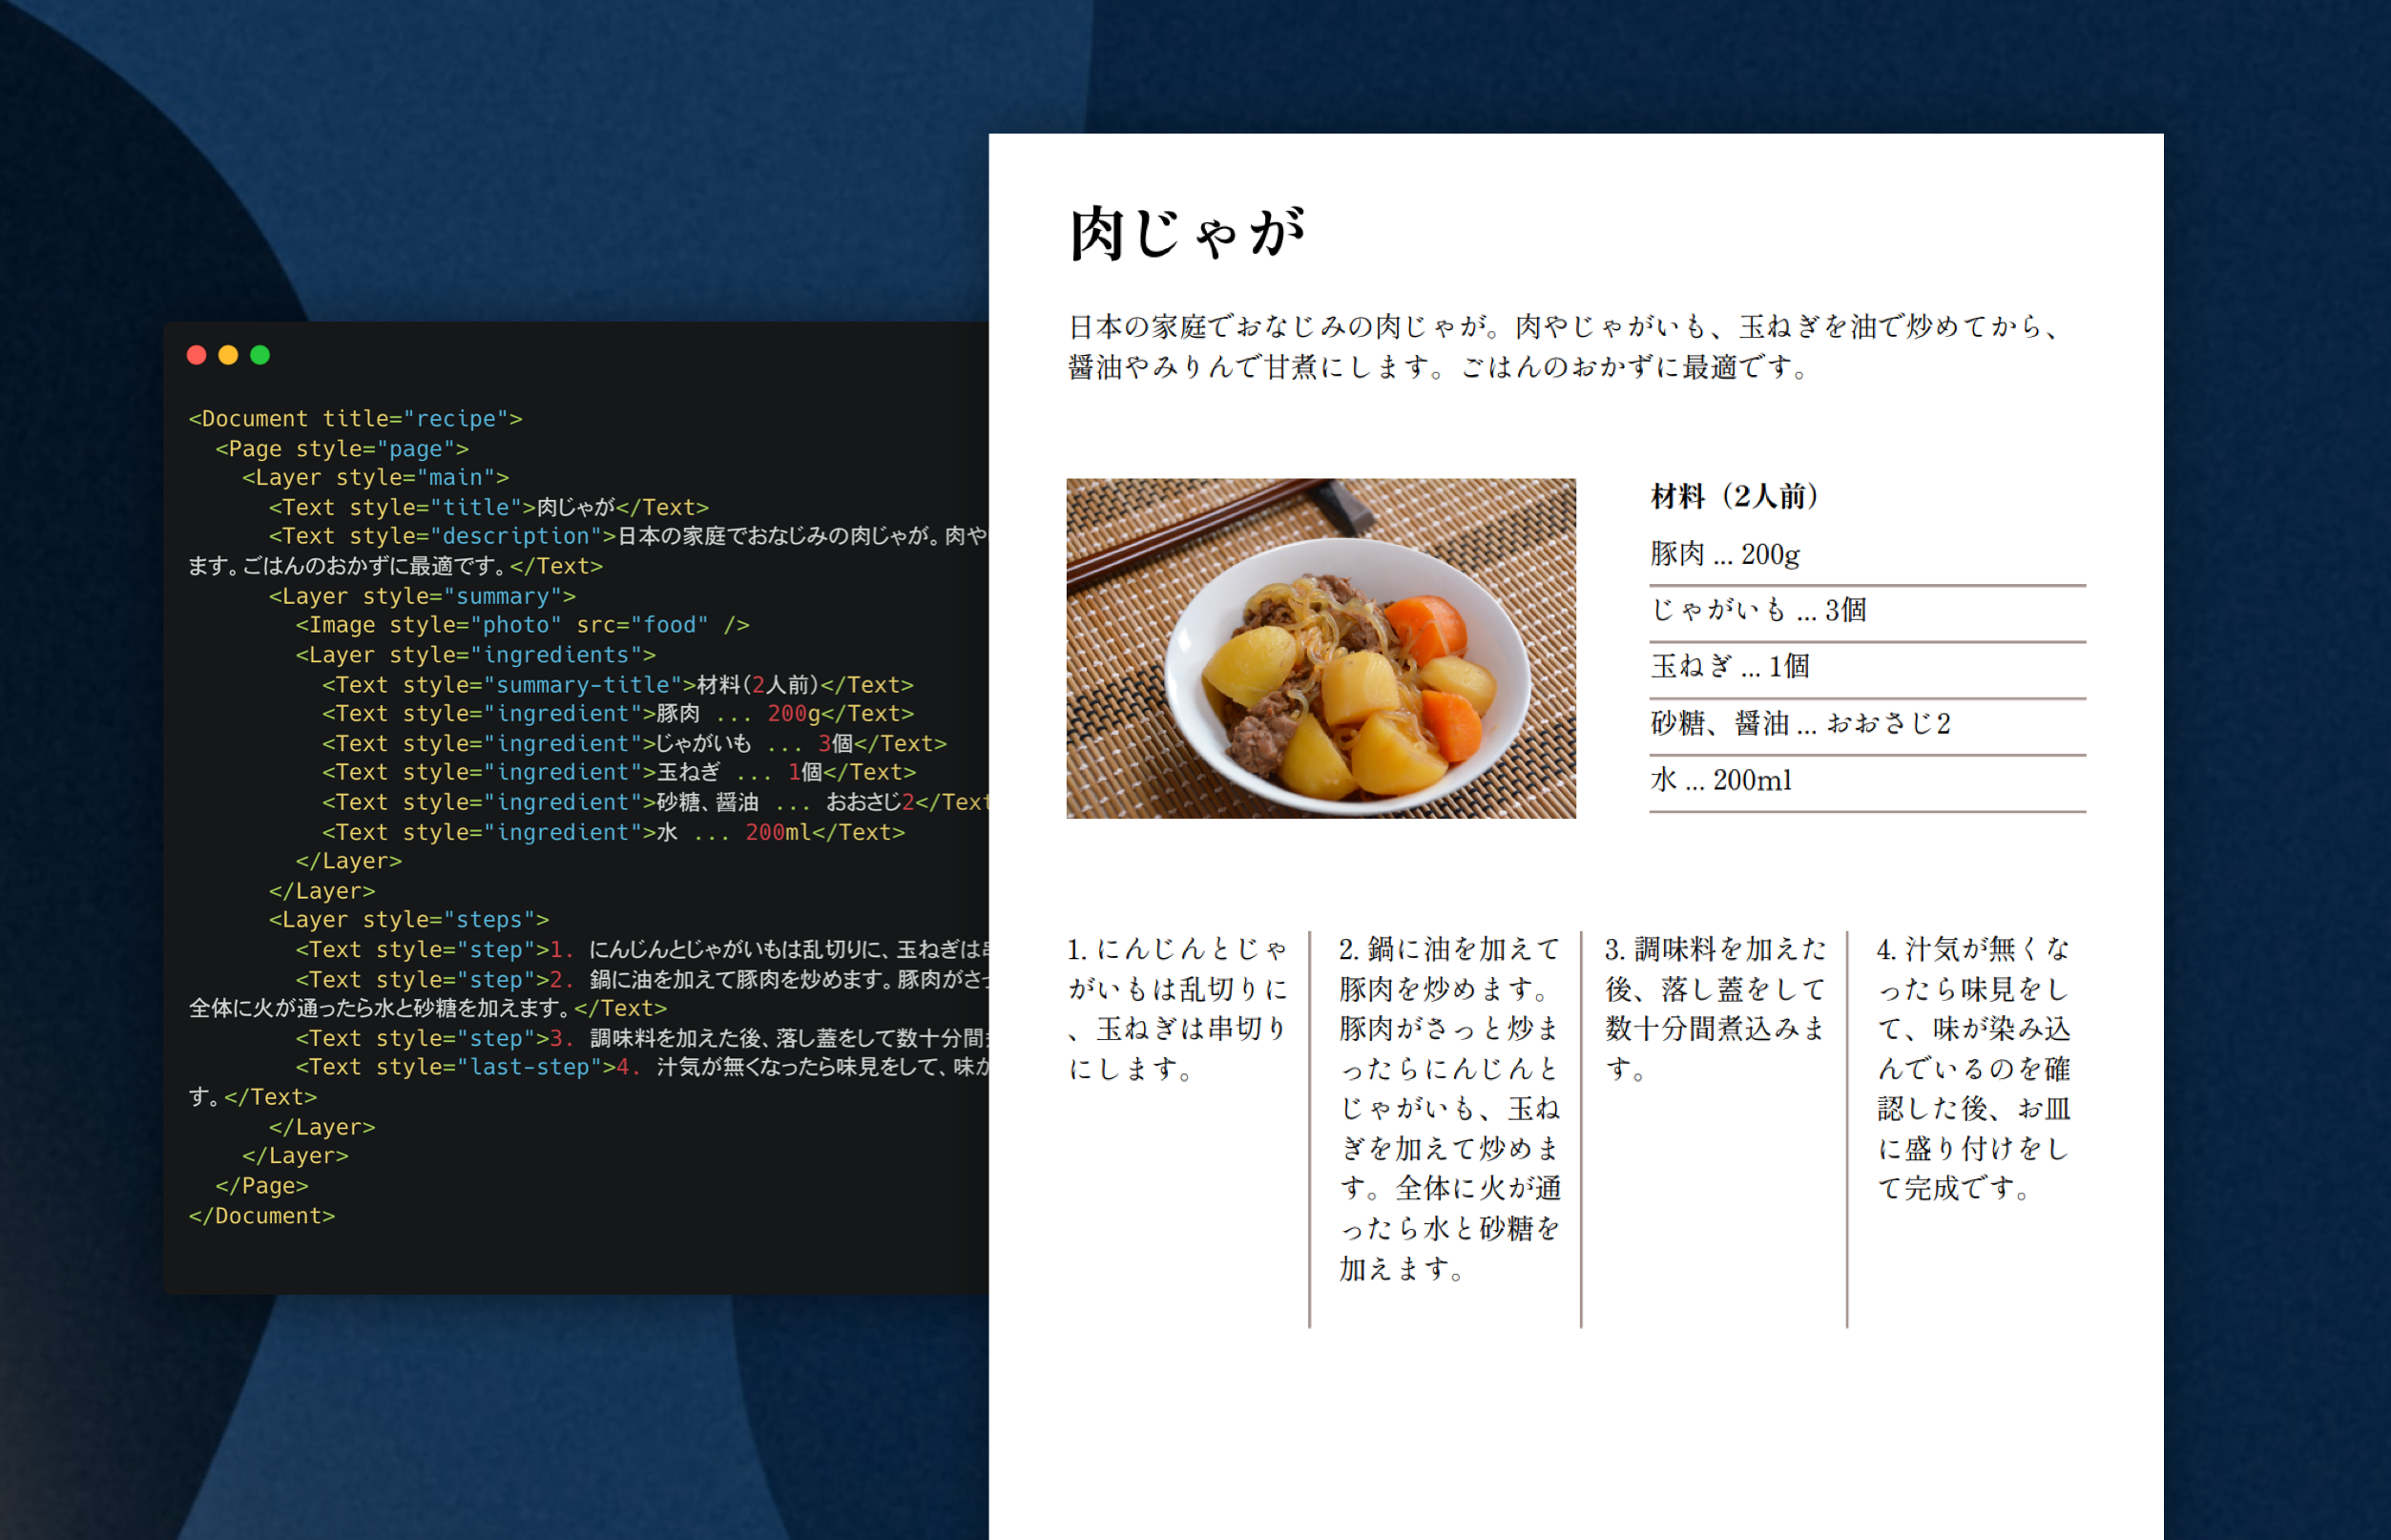 <Document title="recipe">
<Page style="page">
<Layer style="main">
<Text style="title">肉じゃが</Text>
<Text style="description">日本の家庭でおなじみの肉じゃが。肉や
ます。ごはんのおかずに最適です。</Text>
<Layer style="summary">
<Image style="photo" src="food" />
<Layer style="ingredients">
<Text style="summary-title">材料(2人前)</Text>
<Text style="ingredient">豚肉 ... 200g</Text>
<Text style="ingredient">じゃがいも ... 3個</Text>
<Text style="ingredient">玉ねぎ ... 1個</Text>
<Text style="ingredient">砂糖、醤油 ... おおさじ2</Text
<Text style="ingredient">水 ... 200ml</Text>
</Layer>
</Layer>
<Layer style="steps">
<Text style="step">1. にんじんとじゃがいもは乱切りに、玉ねぎは
<Text style="step">2. 鍋に油を加えて豚肉を炒めます。豚肉がさっ
全体に火が通ったら水と砂糖を加えます。</Text>
<Text style="step">3. 調味料を加えた後、落し蓋をして数十分間
<Text style="last-step">4. 汁気が無くなったら味見をして、味が
す。</Text>
</Layer>
</Layer>
</Page>
</Document>
肉じゃが
日本の家庭でおなじみの肉じゃが。肉やじゃがいも、玉ねぎを油で炒めてから、
醤油やみりんで甘煮にします。ごはんのおかずに最適です。
材料（2人前）
豚肉 ... 200g
じゃがいも ... 3個
玉ねぎ ... 1個
砂糖、醤油 ... おおさじ2
水 ... 200ml
1. にんじんとじゃ
がいもは乱切りに
、玉ねぎは串切り
にします。
2. 鍋に油を加えて
豚肉を炒めます。
豚肉がさっと炒ま
ったらにんじんと
じゃがいも、玉ね
ぎを加えて炒めま
す。全体に火が通
ったら水と砂糖を
加えます。
3. 調味料を加えた
後、落し蓋をして
数十分間煮込みま
す。
4. 汁気が無くな
ったら味見をし
て、味が染み込
んでいるのを確
認した後、お皿
に盛り付けをし
て完成です。